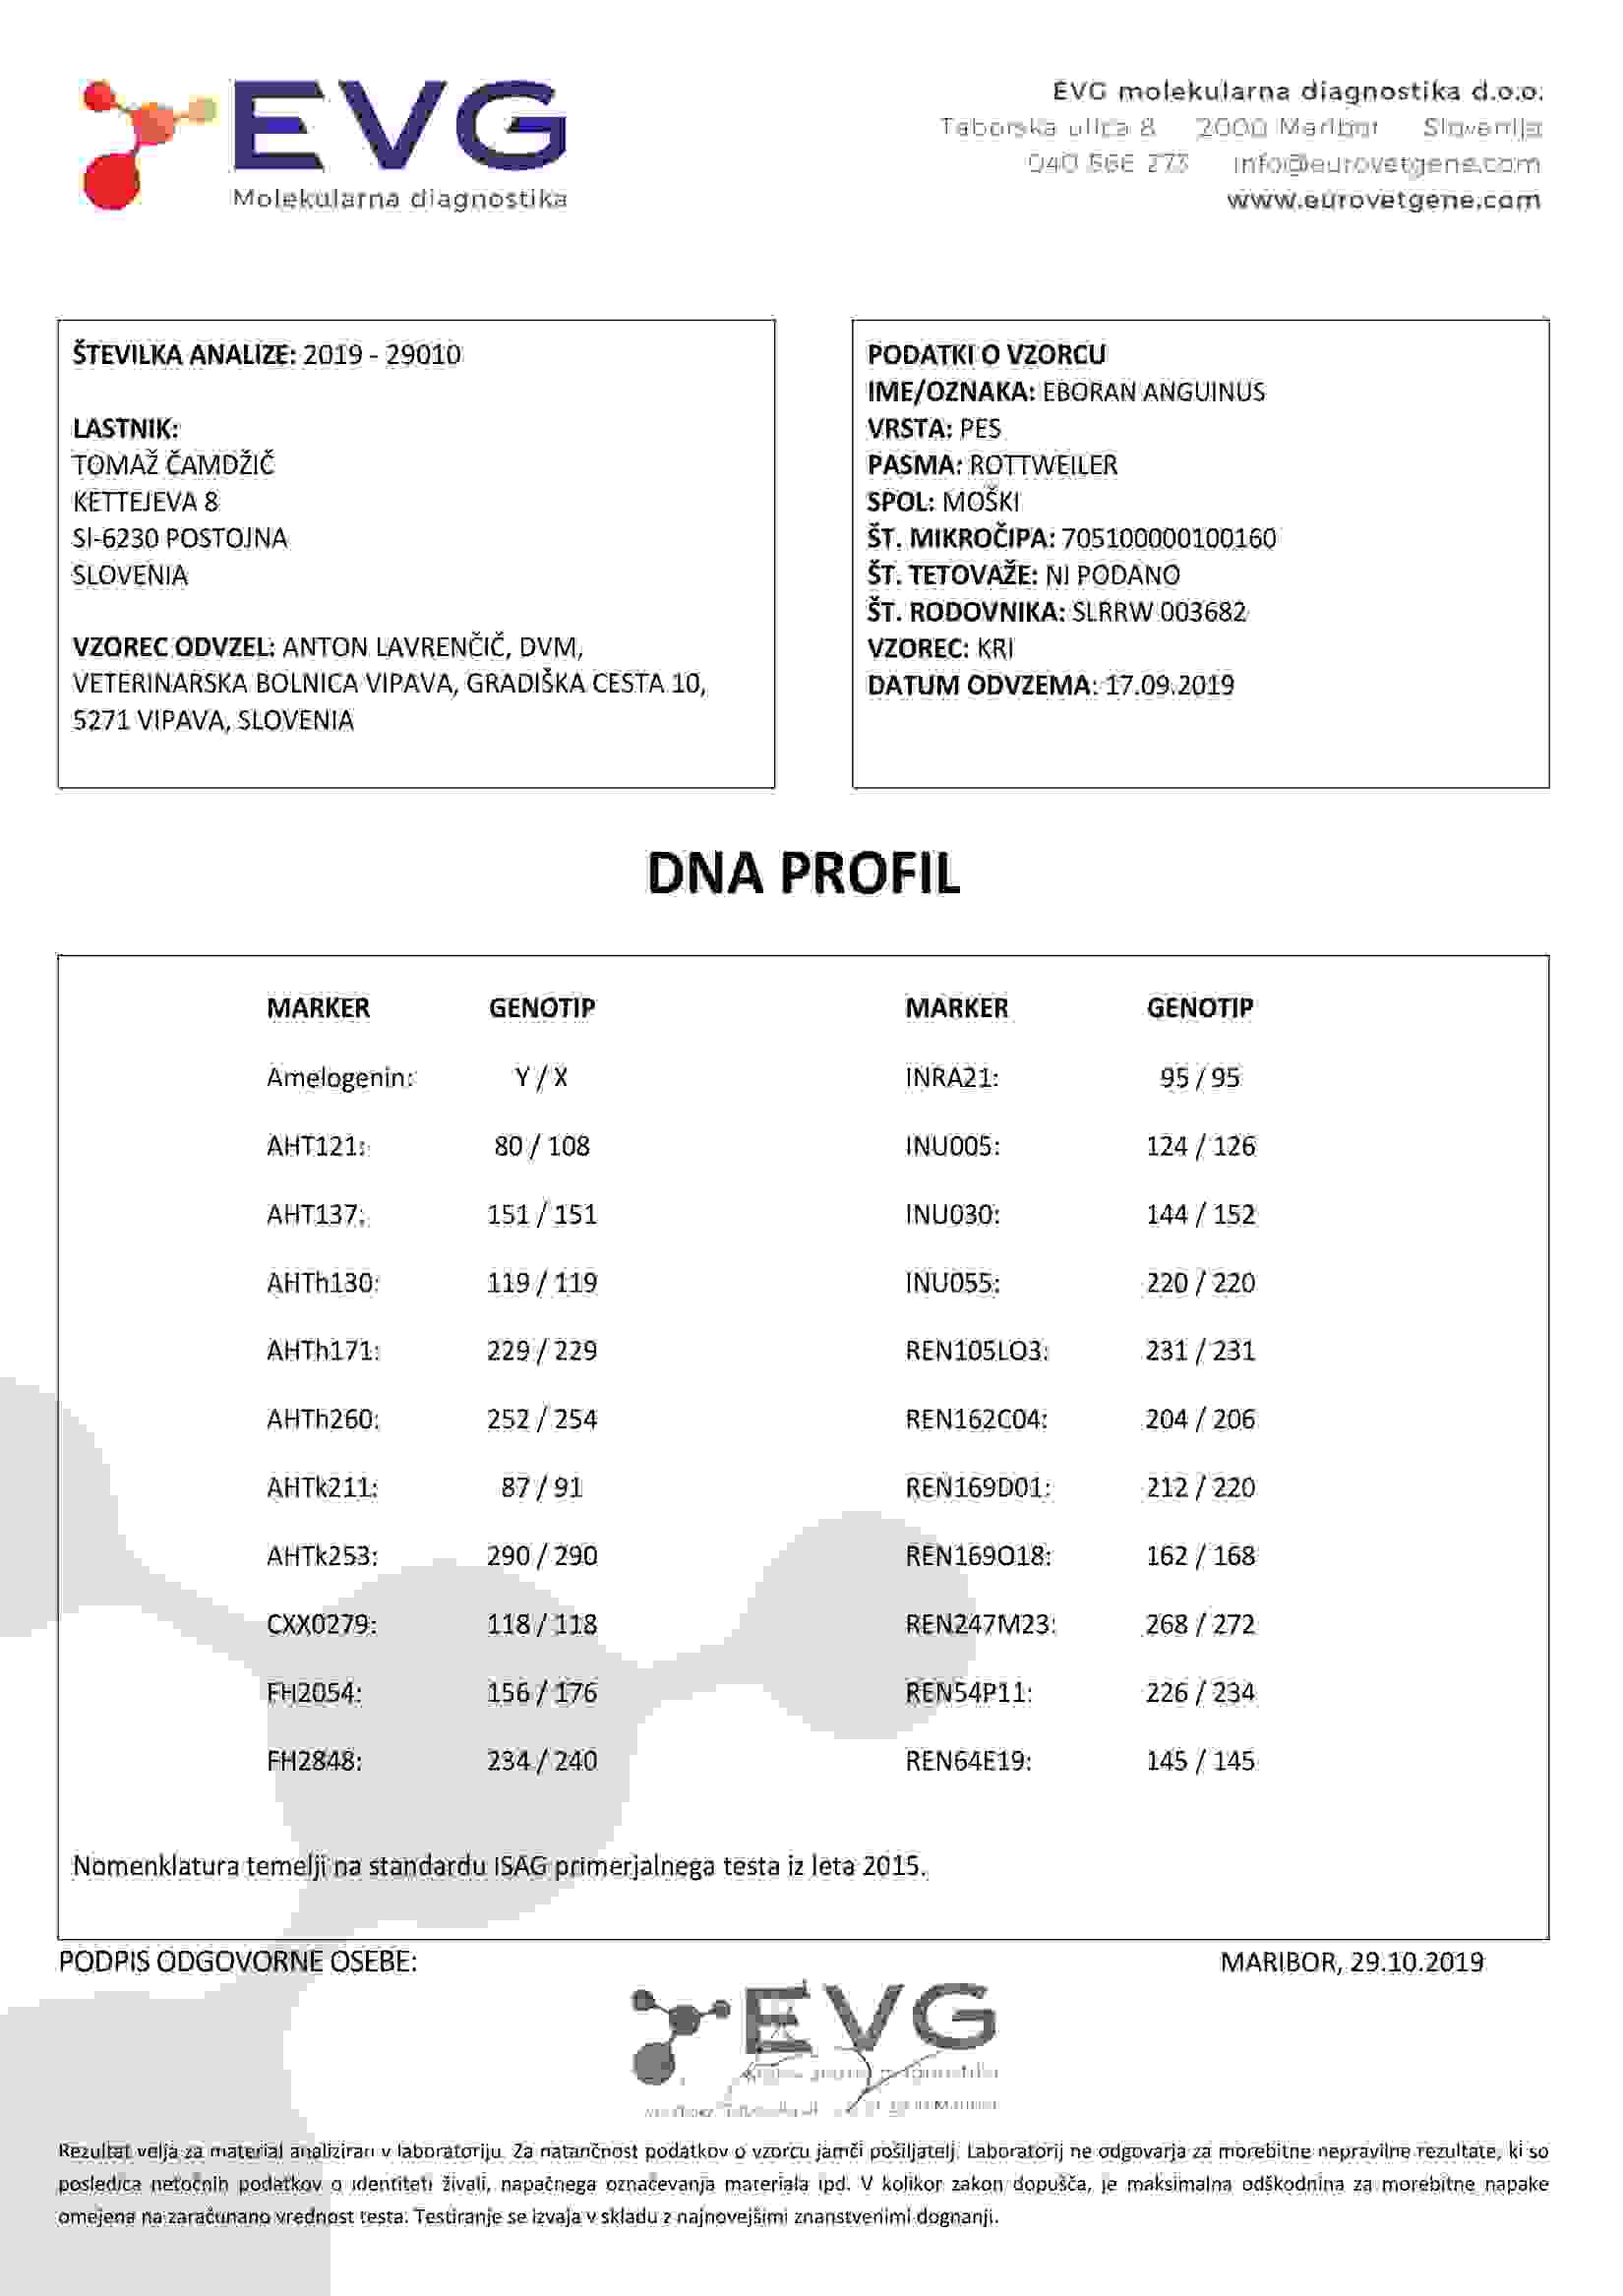 EVG
Molekularna diagnostika
EVG molekularna diagnostika d.o.o.
Taborska ulica 8 2000 Maribor Slovenija
040 566 273 info@eurovetgene.com
www.eurovetgene.com
ŠTEVILKA ANALIZE: 2019 - 29010
LASTNIK:
TOMAŽ ČAMDŽIČ
KETTEJEVA 8
SI-6230 POSTOJNA
SLOVENIA
VZOREC ODVZEL: ANTON LAVRENČIČ, DVM,
VETERINARSKA BOLNICA VIPAVA, GRADIŠKA CESTA 10,
5271 VIPAVA, SLOVENIA
PODATKI O VZORCU
IME/OZNAKA: EBORAN ANGUINUS
VRSTA: PES
PASMA: ROTTWEILER
SPOL: MOŠKI
ŠT. MIKROČIPA: 705100000100160
ŠT. TETOVAŽE: NI PODANO
ŠT. RODOVNIKA: SLRRW 003682
VZOREC: KRI
DATUM ODVZEMA: 17.09.2019
DNA PROFIL
MARKER GENOTIP MARKER GENOTIP
Amelogenin: Y / X INRA21: 95 / 95
AHT121: 80 / 108 INU005: 124 / 126
AHT137: 151 / 151 INU030: 144 / 152
AHTh130: 119 / 119 INU055: 220 / 220
AHTh171: 229 / 229 REN105LO3: 231 / 231
AHTh260: 252 / 254 REN162C04: 204 / 206
AHTk211: 87 / 91 REN169D01: 212 / 220
AHTk253: 290 / 290 REN169O18: 162 / 168
CXX0279: 118 / 118 REN247M23: 268 / 272
FH2054: 156 / 176 REN54P11: 226 / 234
FH2848: 234 / 240 REN64E19: 145 / 145
Nomenklatura temelji na standardu ISAG primerjalnega testa iz leta 2015.
PODPIS ODGOVORNE OSEBE: MARIBOR, 29.10.2019
EVG
Rezultat velja za material analiziran v laboratoriju. Za natančnost podatkov o vzorcu jamči pošiljatelj. Laboratorij ne odgovarja za morebitne nepravilne rezultate, ki so
posledica netočnih podatkov o identiteti živali, napačnega označevanja materiala ipd. V kolikor zakon dopušča, je maksimalna odškodnina za morebitne napake
omejena na zaračunano vrednost testa. Testiranje se izvaja v skladu z najnovejšimi znanstvenimi dognanji.